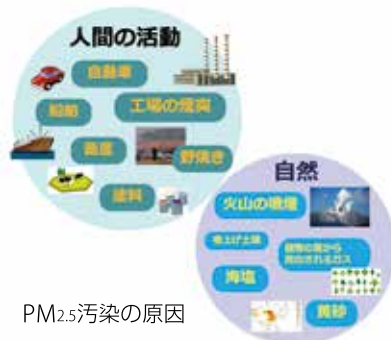 人間の活動
自動車
船舶
工場の煙突
農畜
野焼き
塗料
自然
火山の噴煙
巻上げ土壌
植物の葉から
放出されるガス
海塩
黄砂
PM2.5汚染の原因